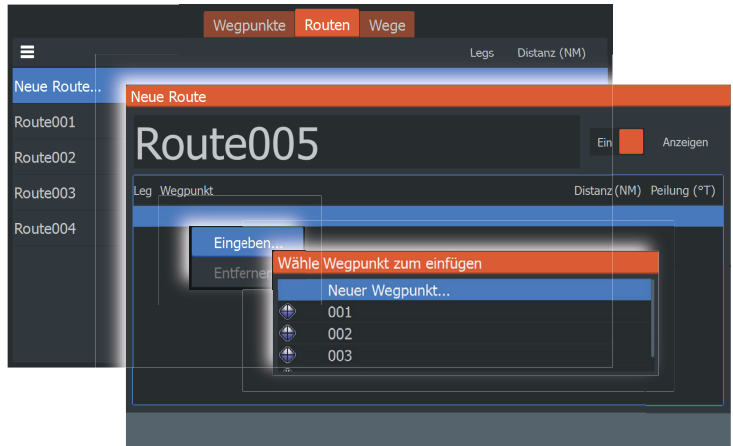 Wegpunkte Routen Wege
Legs Distanz (NM)
Neue Route...
Route001
Route002
Route003
Route004
Neue Route
Route005
Ein Anzeigen
Leg Wegpunkt Distanz (NM) Peilung (°T)
Eingeben...
Entfernen
Wähle Wegpunkt zum einfügen
Neuer Wegpunkt...
001
002
003